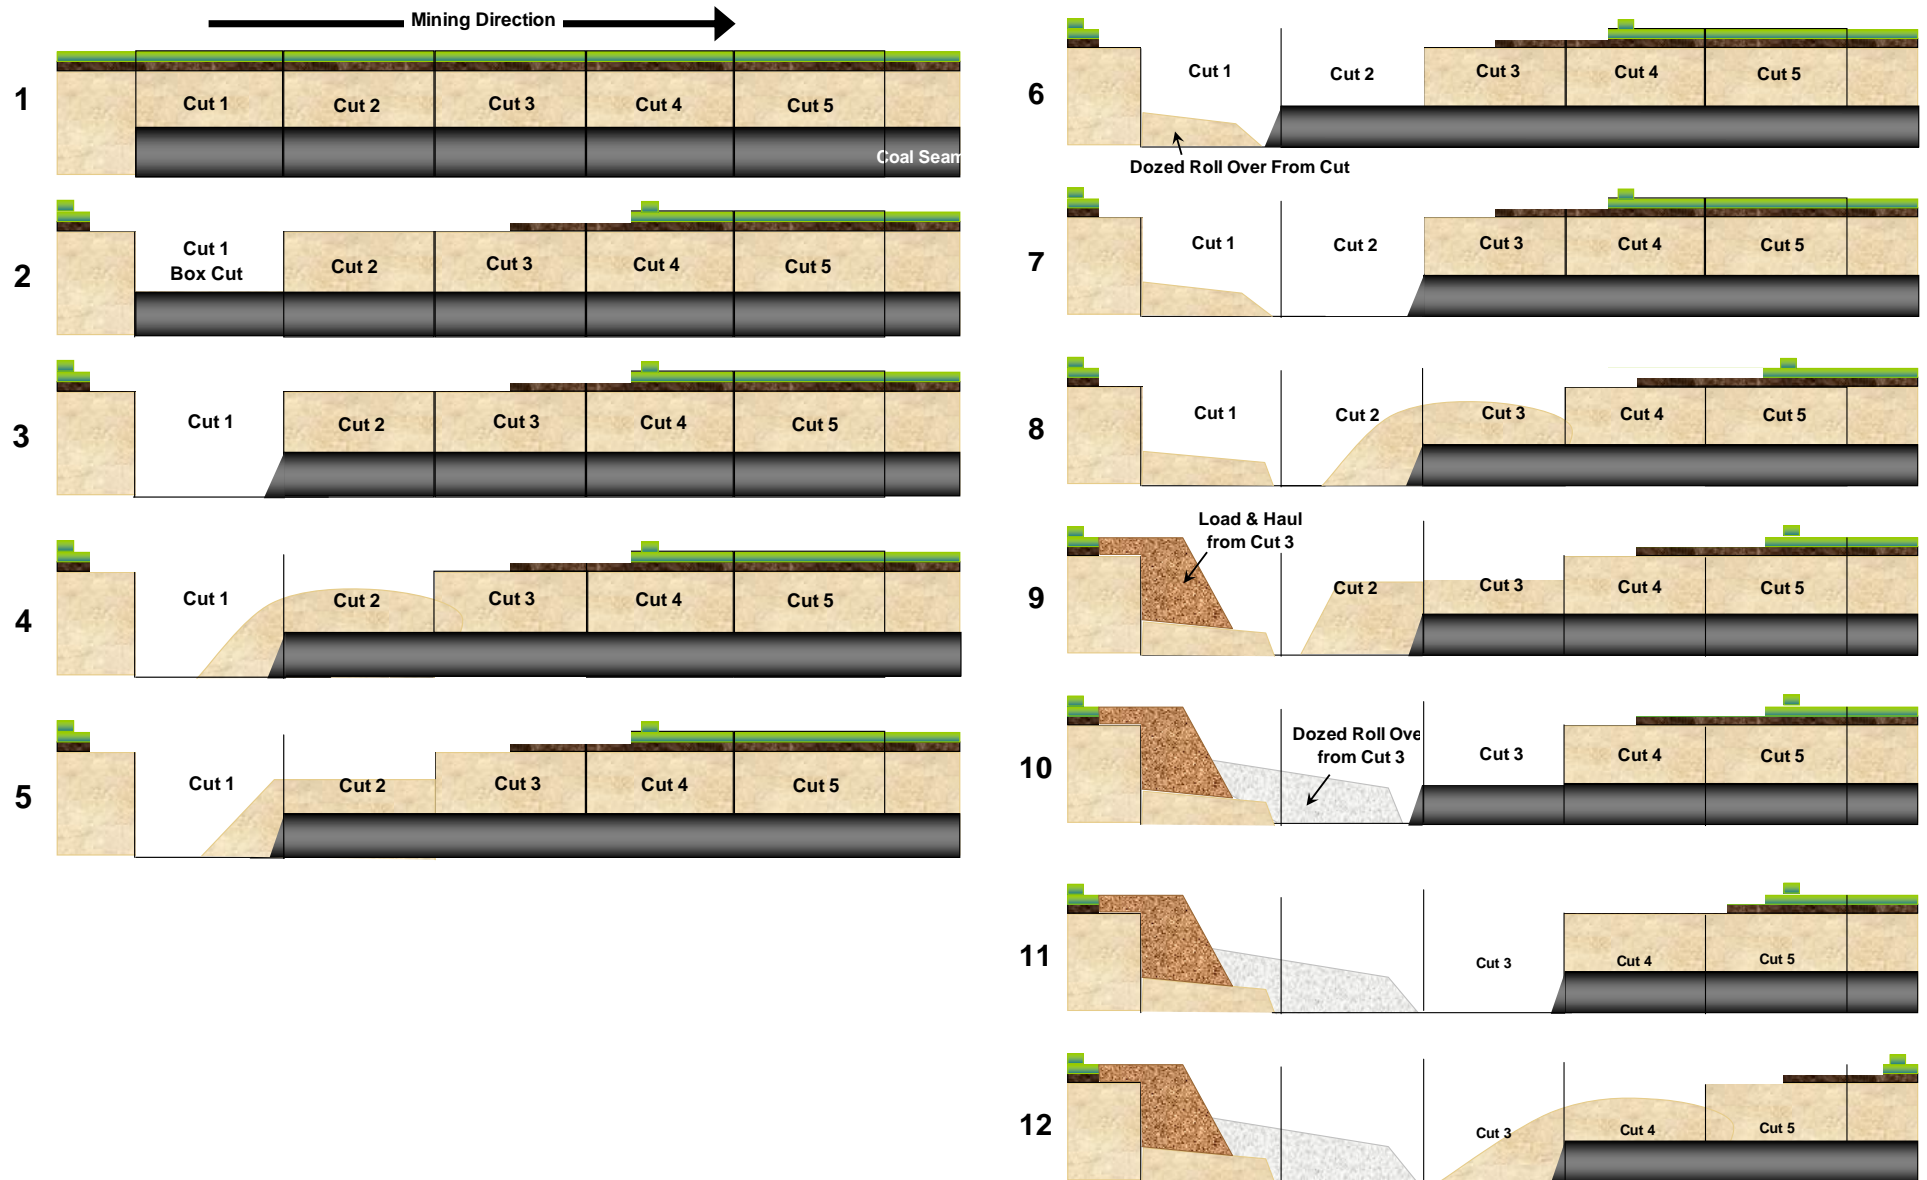 Mining Direction
1
Cut 1
Cut 2
Cut 3
Cut 4
Cut 5
Coal Seam
2
Cut 1
Box Cut
Cut 2
Cut 3
Cut 4
Cut 5
3
Cut 1
Cut 2
Cut 3
Cut 4
Cut 5
4
Cut 1
Cut 2
Cut 3
Cut 4
Cut 5
5
Cut 1
Cut 2
Cut 3
Cut 4
Cut 5
6
Cut 1
Cut 2
Cut 3
Cut 4
Cut 5
Dozed Roll Over From Cut
7
Cut 1
Cut 2
Cut 3
Cut 4
Cut 5
8
Cut 1
Cut 2
Cut 3
Cut 4
Cut 5
9
Load & Haul
from Cut 3
Cut 2
Cut 3
Cut 4
Cut 5
10
Dozed Roll Ove
from Cut 3
Cut 3
Cut 4
Cut 5
11
Cut 3
Cut 4
Cut 5
12
Cut 3
Cut 4
Cut 5